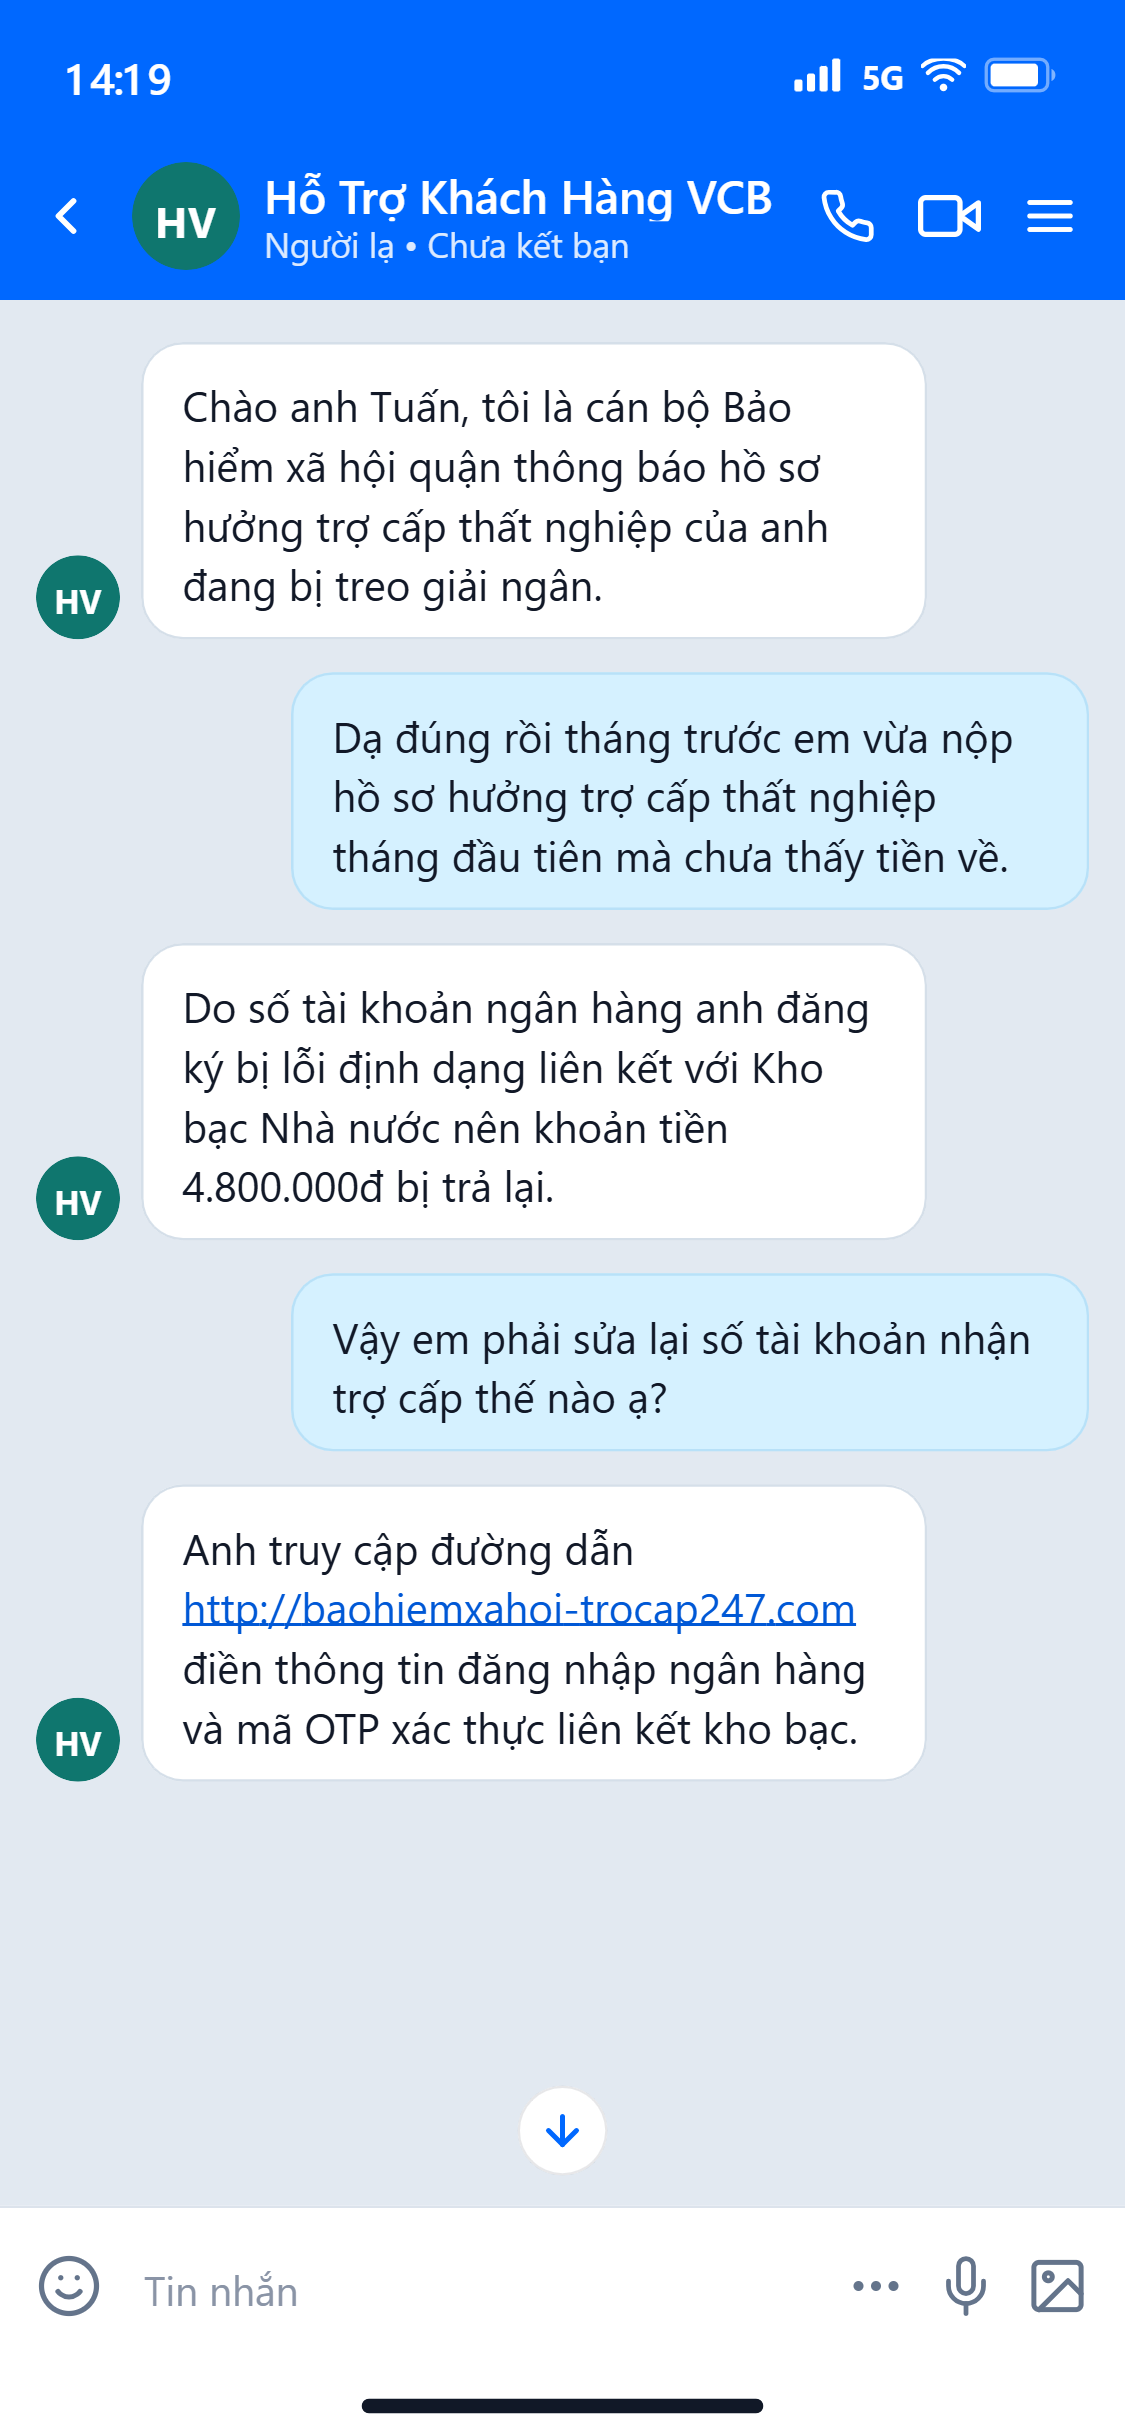 14:19
5G
HV
Hỗ Trợ Khách Hàng VCB
Người lạ • Chưa kết bạn
Chào anh Tuấn, tôi là cán bộ Bảo
hiểm xã hội quận thông báo hồ sơ
hưởng trợ cấp thất nghiệp của anh
đang bị treo giải ngân.
HV
Dạ đúng rồi tháng trước em vừa nộp
hồ sơ hưởng trợ cấp thất nghiệp
tháng đầu tiên mà chưa thấy tiền về.
Do số tài khoản ngân hàng anh đăng
ký bị lỗi định dạng liên kết với Kho
bạc Nhà nước nên khoản tiền
4.800.000đ bị trả lại.
HV
Vậy em phải sửa lại số tài khoản nhận
trợ cấp thế nào ạ?
Anh truy cập đường dẫn
http://baohiemxahoi-trocap247.com
điền thông tin đăng nhập ngân hàng
và mã OTP xác thực liên kết kho bạc.
HV
Tin nhắn